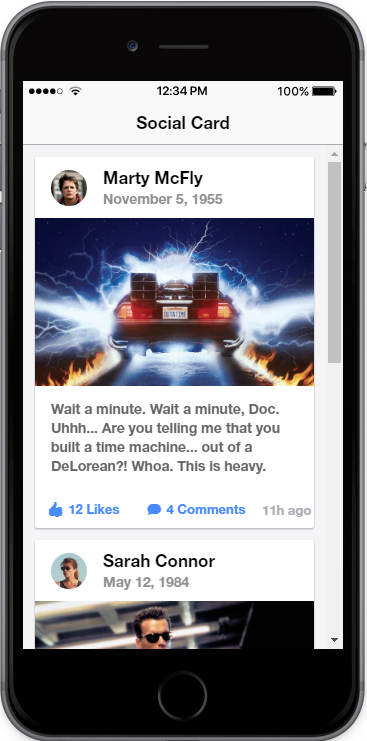 12:34 PM 100%
Social Card
Marty McFly
November 5, 1955
OUTATIME
Wait a minute. Wait a minute, Doc.
Uhhh... Are you telling me that you
built a time machine... out of a
DeLorean?! Whoa. This is heavy.
12 Likes 4 Comments 11h ago
Sarah Connor
May 12, 1984